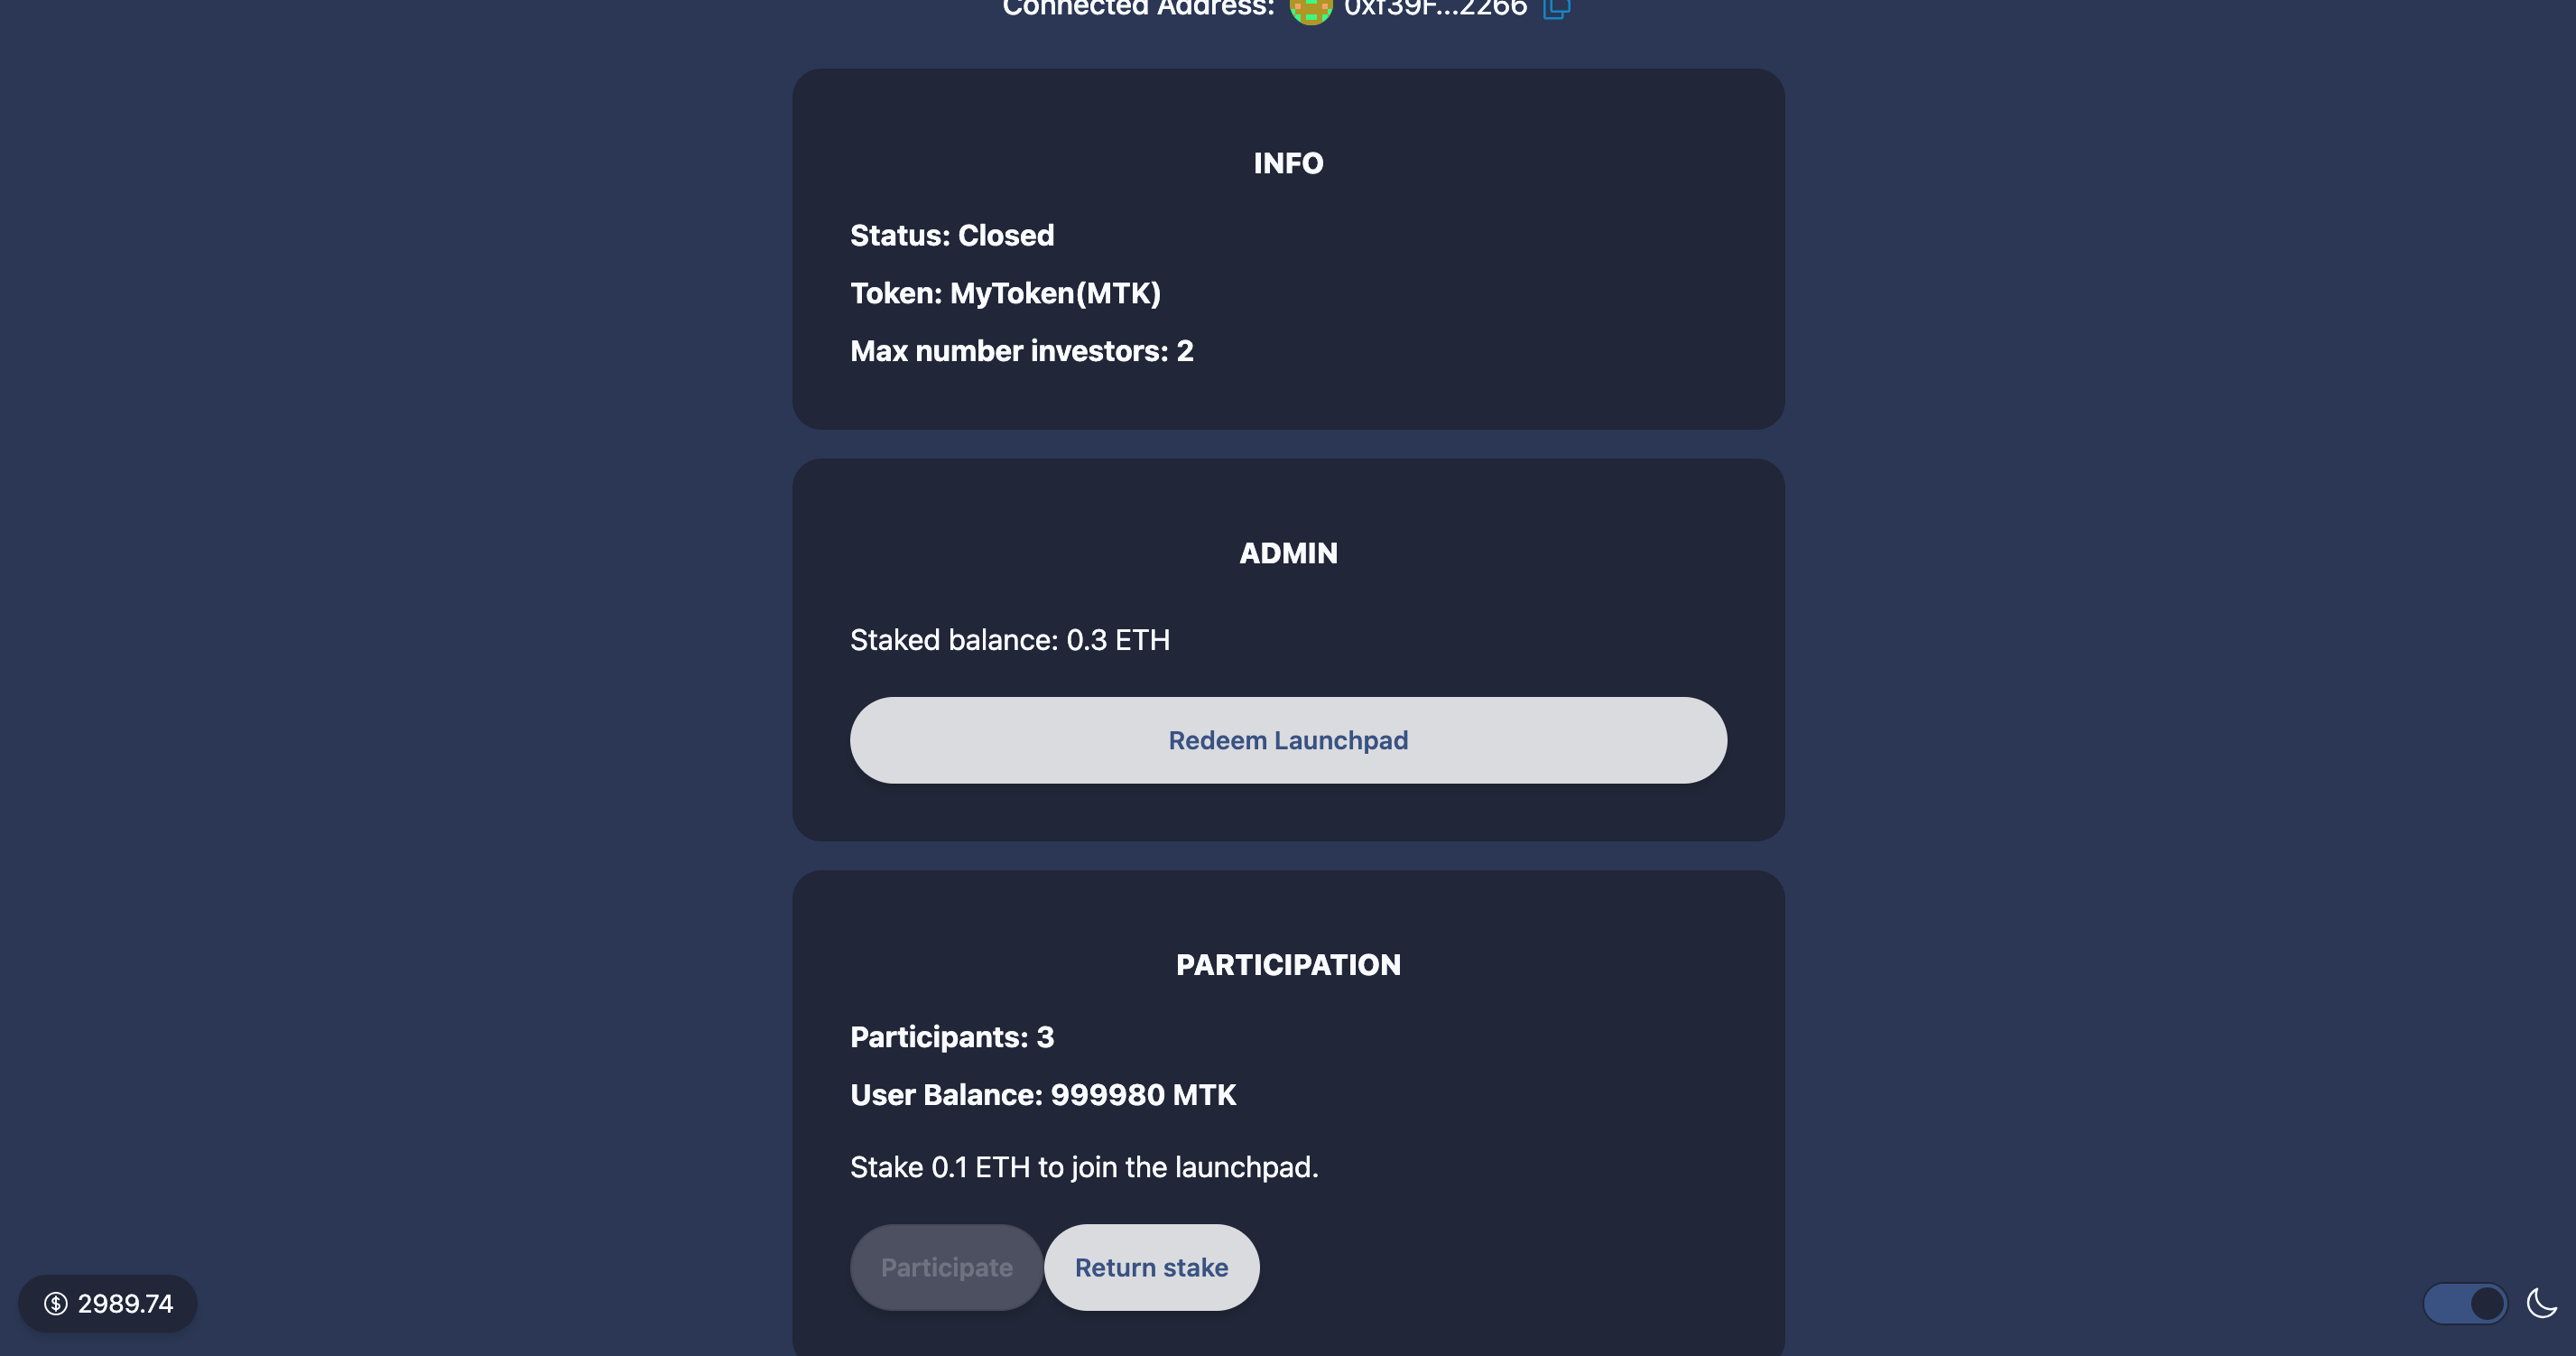 Connected Address: 0xf39F...2266
INFO
Status: Closed
Token: MyToken(MTK)
Max number investors: 2
ADMIN
Staked balance: 0.3 ETH
Redeem Launchpad
PARTICIPATION
Participants: 3
User Balance: 999980 MTK
Stake 0.1 ETH to join the launchpad.
Participate Return stake
2989.74